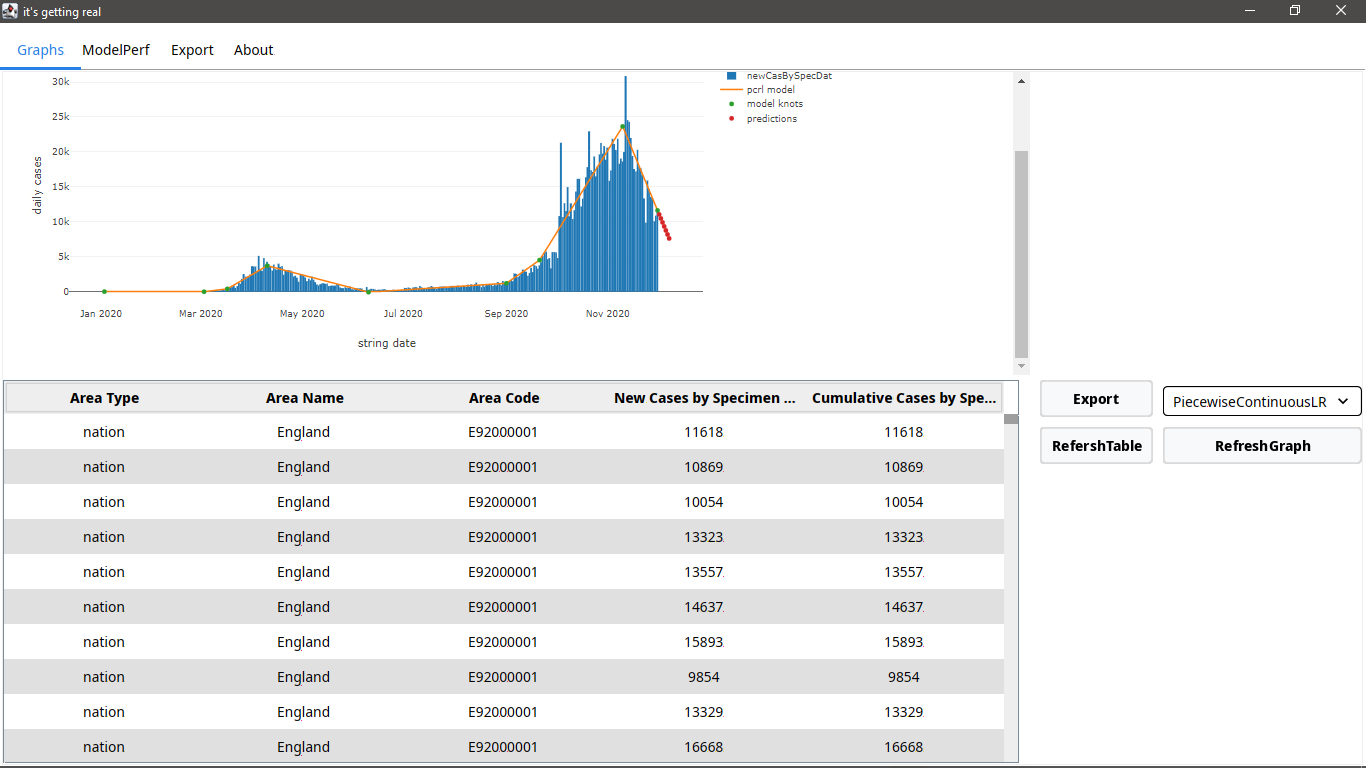 it's getting real
Graphs ModelPerf Export About
newCasBySpecDat
pcrl model
model knots
predictions
30k
25k
20k
15k
10k
5k
0
daily cases
Jan 2020 Mar 2020 May 2020 Jul 2020 Sep 2020 Nov 2020
string date
Area Type Area Name Area Code New Cases by Specimen ... Cumulative Cases by Spe...
nation England E92000001 11618 11618
nation England E92000001 10869 10869
nation England E92000001 10054 10054
nation England E92000001 13323 13323
nation England E92000001 13557 13557
nation England E92000001 14637 14637
nation England E92000001 15893 15893
nation England E92000001 9854 9854
nation England E92000001 13329 13329
nation England E92000001 16668 16668
Export PiecewiseContinuousLR
RefershTable RefreshGraph